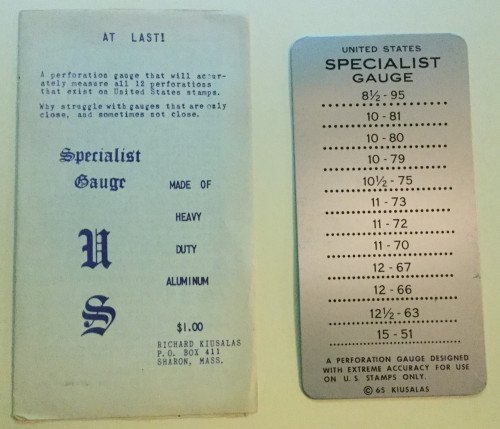 AT LAST!
A perforation gauge that will accur-
ately measure all 12 perforations
that exist on United States stamps.
Why struggle with gauges that are only
close, and sometimes not close.
Specialist
Gauge
U
S
MADE OF
HEAVY
DUTY
ALUMINUM
$1.00
RICHARD KIUSALAS
P.O. BOX 411
SHARON, MASS.
UNITED STATES
SPECIALIST
GAUGE
8½ - 95
10 - 81
10 - 80
10 - 79
10½ - 75
11 - 73
11 - 72
11 - 70
12 - 67
12 - 66
12½ - 63
15 - 51
A PERFORATION GAUGE DESIGNED
WITH EXTREME ACCURACY FOR USE
ON U.S. STAMPS ONLY.
© 65 KIUSALAS